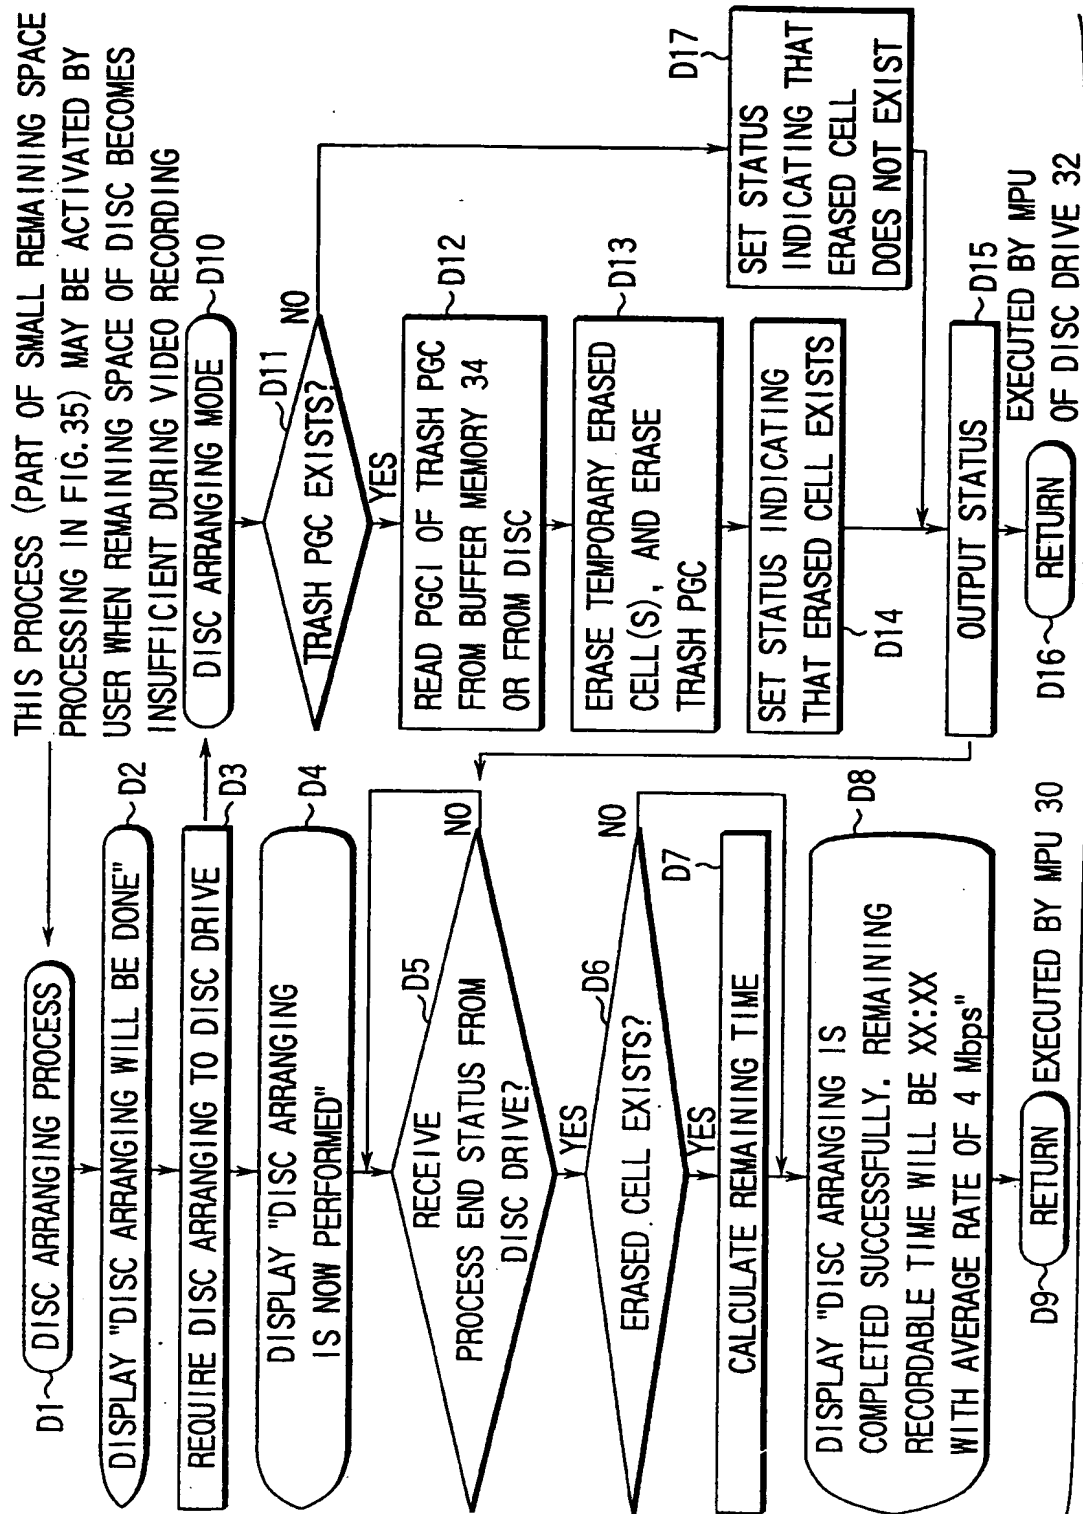 THIS PROCESS (PART OF SMALL REMAINING SPACE
PROCESSING IN FIG.35) MAY BE ACTIVATED BY
USER WHEN REMAINING SPACE OF DISC BECOMES
INSUFFICIENT DURING VIDEO RECORDING
D1 DISC ARRANGING PROCESS
DISPLAY "DISC ARRANGING WILL BE DONE" D2
REQUIRE DISC ARRANGING TO DISC DRIVE D3
DISPLAY "DISC ARRANGING
IS NOW PERFORMED" D4
RECEIVE
PROCESS END STATUS FROM
DISC DRIVE?
D5
NO
YES
ERASED CELL EXISTS?
D6
NO
YES
CALCULATE REMAINING TIME D7
DISPLAY "DISC ARRANGING IS
COMPLETED SUCCESSFULLY. REMAINING
RECORDABLE TIME WILL BE XX:XX
WITH AVERAGE RATE OF 4 Mbps"
D8
D9 RETURN EXECUTED BY MPU 30
DISC ARRANGING MODE D10
TRASH PGC EXISTS?
D11
NO
YES
READ PGCI OF TRASH PGC
FROM BUFFER MEMORY 34
OR FROM DISC
D12
ERASE TEMPORARY ERASED
CELL(S), AND ERASE
TRASH PGC
D13
SET STATUS INDICATING
THAT ERASED CELL EXISTS
D14
SET STATUS
INDICATING THAT
ERASED CELL
DOES NOT EXIST
D17
OUTPUT STATUS D15
D16 RETURN
EXECUTED BY MPU
OF DISC DRIVE 32